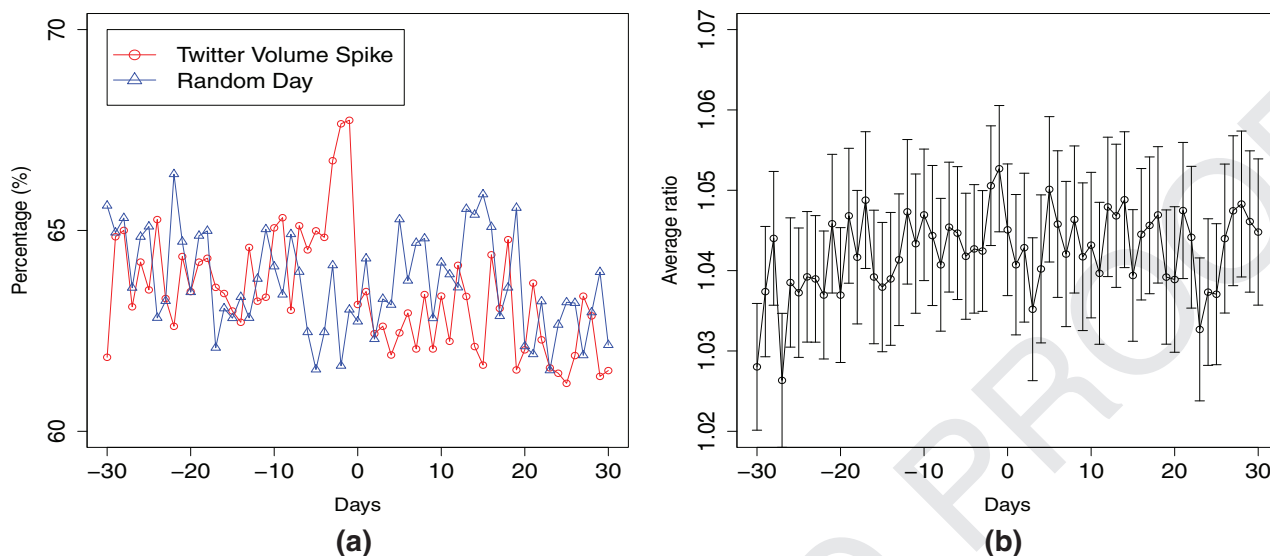 70
65
60
Percentage (%)
Twitter Volume Spike
Random Day
−30
−20
−10
0
10
20
30
Days
(a)
1.07
1.06
1.05
1.04
1.03
1.02
Average ratio
−30
−20
−10
0
10
20
30
Days
(b)
PROOF